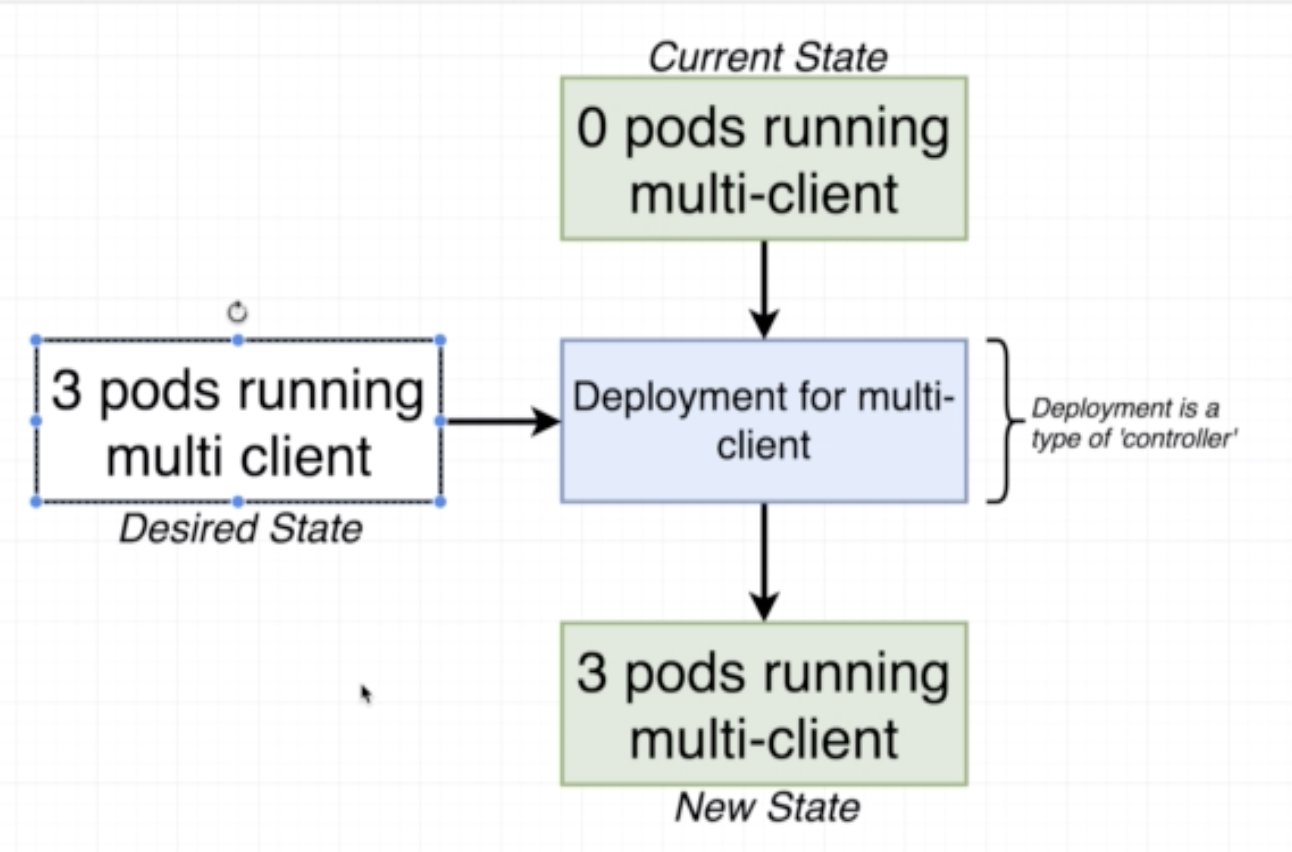 Current State
0 pods running
multi-client
3 pods running
multi client
Desired State
Deployment for multi-
client
Deployment is a
type of 'controller'
3 pods running
multi-client
New State